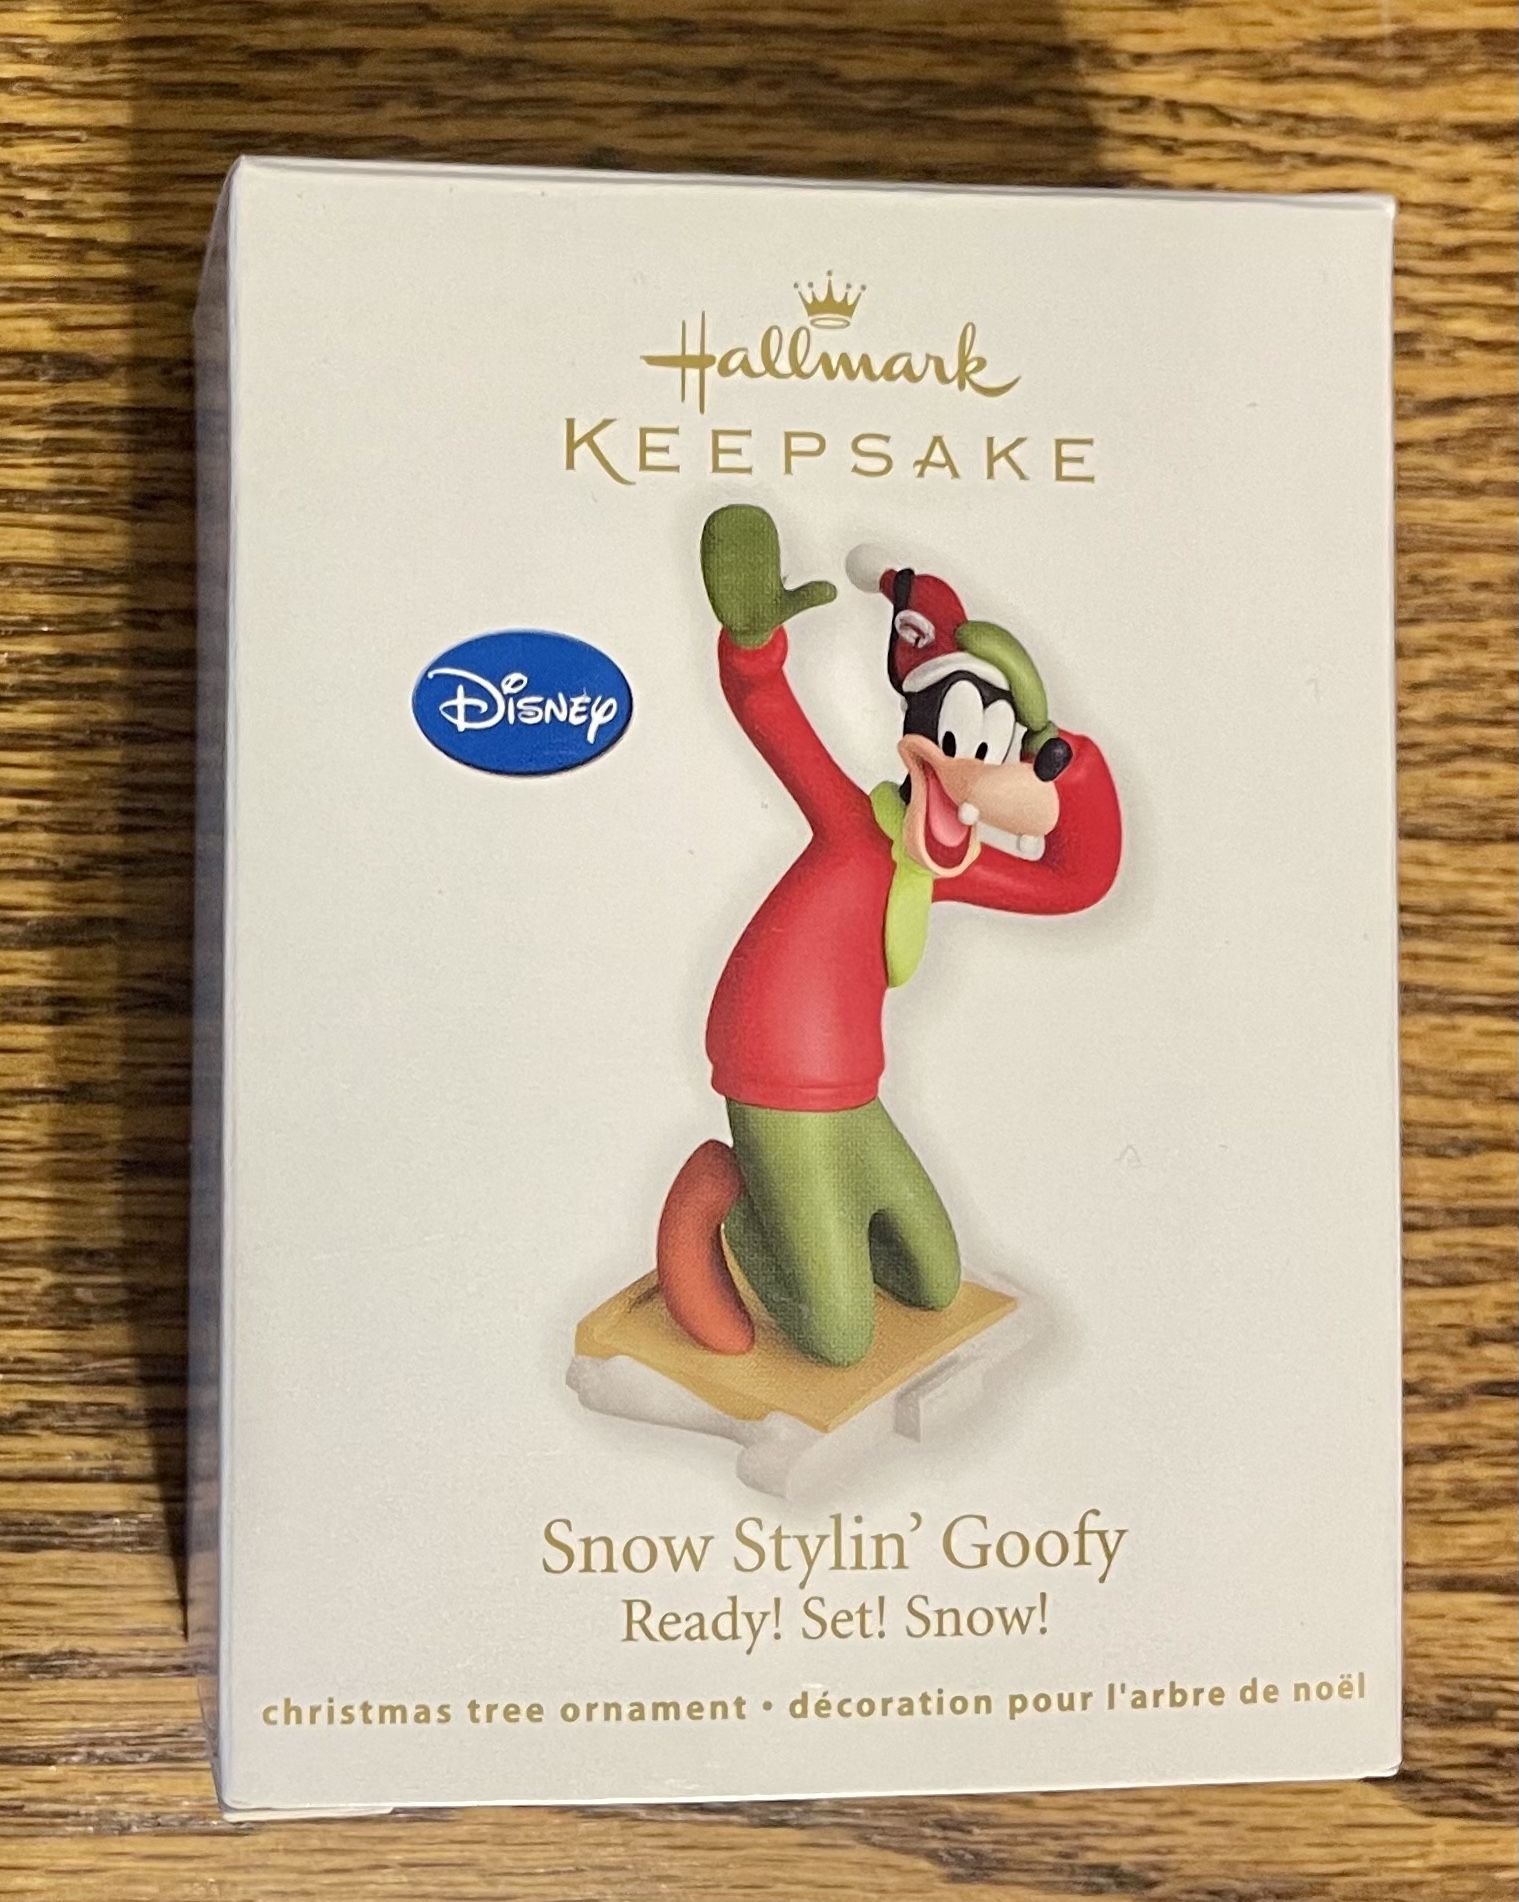 Hallmark
KEEPSAKE
Disney
Snow Stylin’ Goofy
Ready! Set! Snow!
christmas tree ornament • décoration pour l'arbre de noël